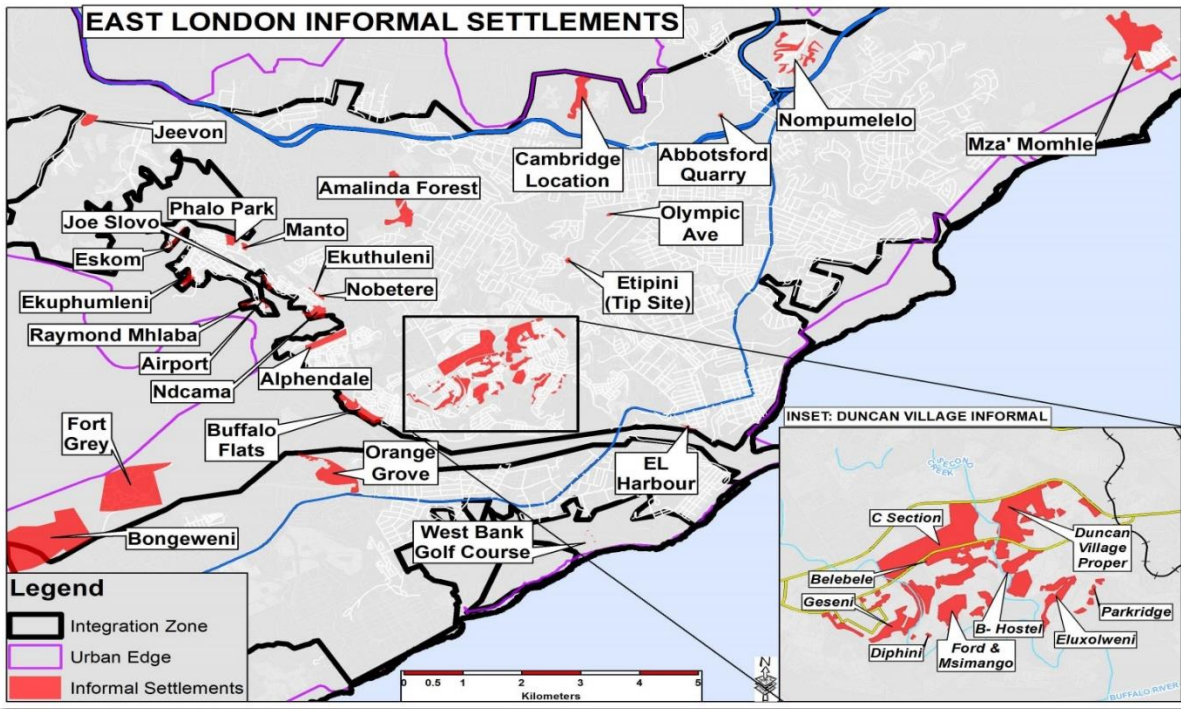 EAST LONDON INFORMAL SETTLEMENTS
Jeevon
Cambridge
Location
Abbotsford
Quarry
Nompumelelo
Mza' Momhle
Amalinda Forest
Phalo Park
Joe Slovo
Manto
Eskom
Olympic
Ave
Ekuthuleni
Ekuphumleni
Nobetere
Etipini
(Tip Site)
Raymond Mhlaba
Airport
Ndcama
Alphendale
Fort
Grey
Buffalo
Flats
Orange
Grove
EL
Harbour
Bongeweni
West Bank
Golf Course
INSET: DUNCAN VILLAGE INFORMAL
SECOND
CREEK
C Section
Duncan
Village
Proper
Belebele
Geseni
Parkridge
B- Hostel
Diphini
Ford &
Msimango
Eluxolweni
BUFFALO RIVER
Legend
Integration Zone
Urban Edge
Informal Settlements
0 0.5 1 2 3 4 5
Kilometers
N